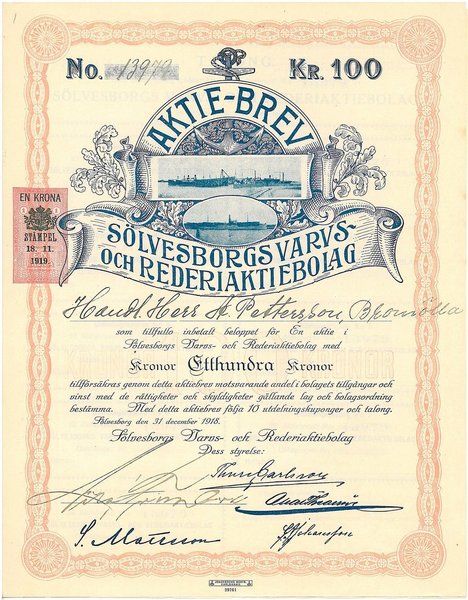 No. 13979 Kr. 100
AKTIE-BREV
SÖLVESBORGS VARVS-
OCH REDERIAKTIEBOLAG
EN KRONA
STÄMPEL
18. 11.
1919.
Handl. Herr A. Pettersson, Bromölla
som tillfullo inbetalt beloppet för En aktie i
Sölvesborgs Varvs- och Rederiaktiebolag med
Kronor Etthundra Kronor
tillförsäkras genom detta aktiebrev motsvarande andel i bolagets tillgångar och
vinst med de rättigheter och skyldigheter gällande lag och bolagsordning
bestämma. Med detta aktiebrev följa 10 utdelningskuponger och talong.
Sölvesborg den 31 december 1918.
Sölvesborgs Varvs- och Rederiaktiebolag
Dess styrelse:
Thure Carlsson
S. Mattsson